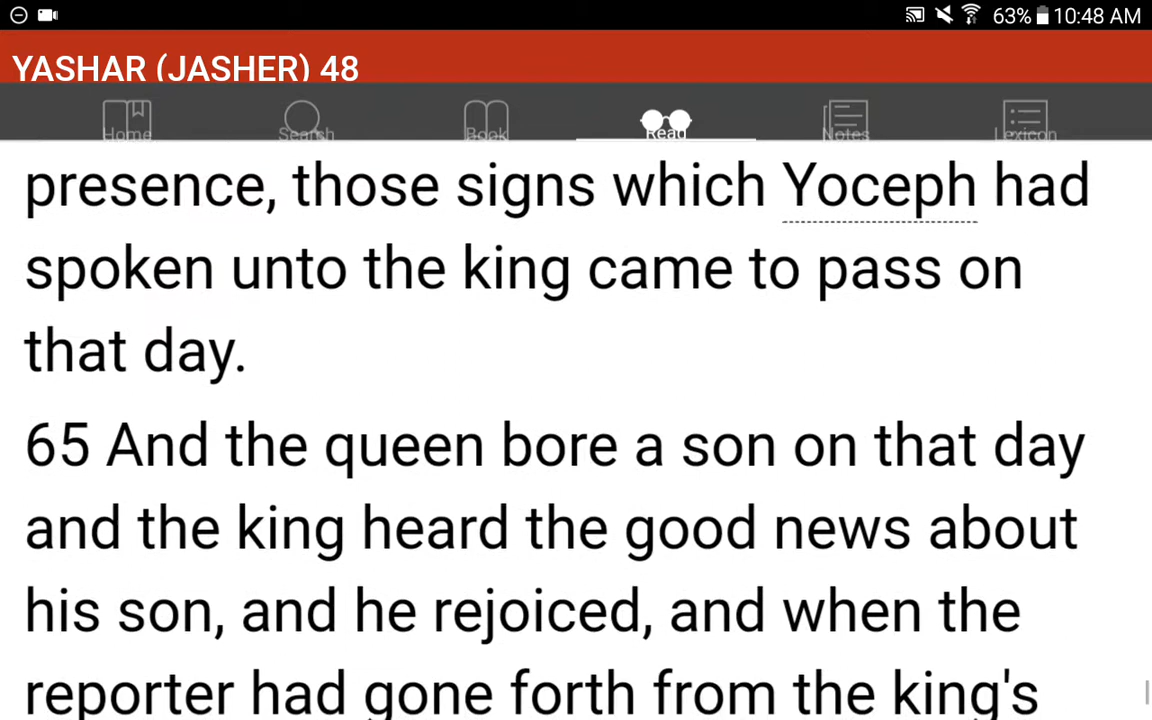 63% 10:48 AM
YASHAR (JASHER) 48
Home Search Book Read Notes Lexicon
presence, those signs which Yoceph had
spoken unto the king came to pass on
that day.
65 And the queen bore a son on that day
and the king heard the good news about
his son, and he rejoiced, and when the
reporter had gone forth from the king's